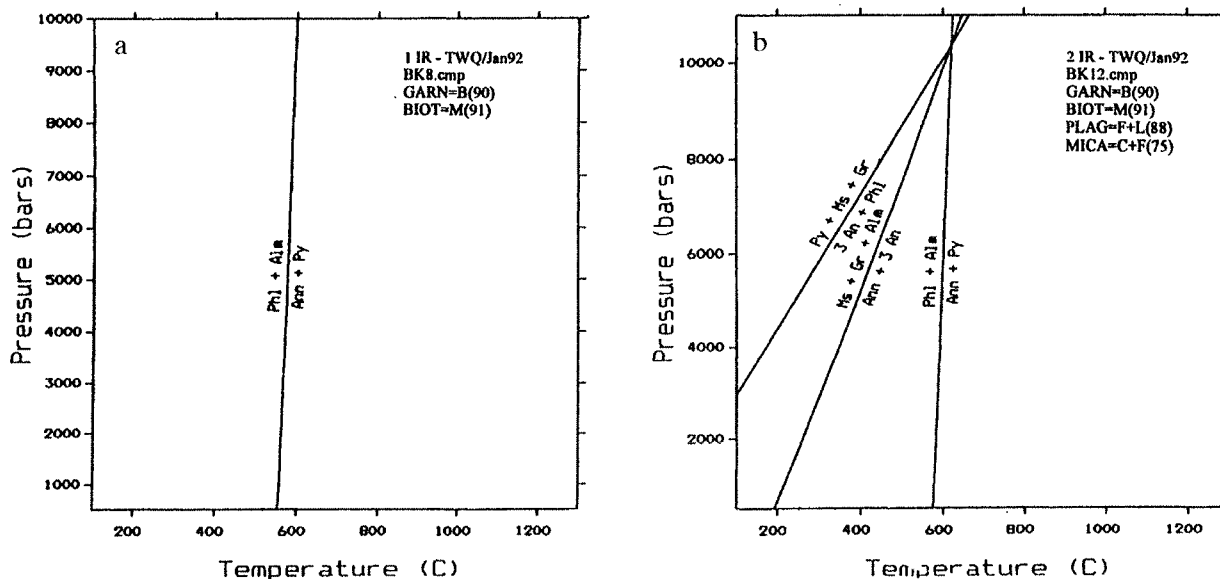 a
1 IR - TWQ/Jan92
BK8.cmp
GARN=B(90)
BIOT=M(91)
Pressure (bars)
10000
9000
8000
7000
6000
5000
4000
3000
2000
1000
Phl + Alm
Ann + Py
200
400
600
800
1000
1200
Temperature (C)
b
2 IR - TWQ/Jan92
BK12.cmp
GARN=B(90)
BIOT=M(91)
PLAG=F+L(88)
MICA=C+F(75)
Pressure (bars)
10000
8000
6000
4000
2000
Py + Ms + Gr
3 An + Phl
Ms + Gr + Alm
Ann + 3 An
Phl + Alm
Ann + Py
200
400
600
800
1000
1200
Temperature (C)